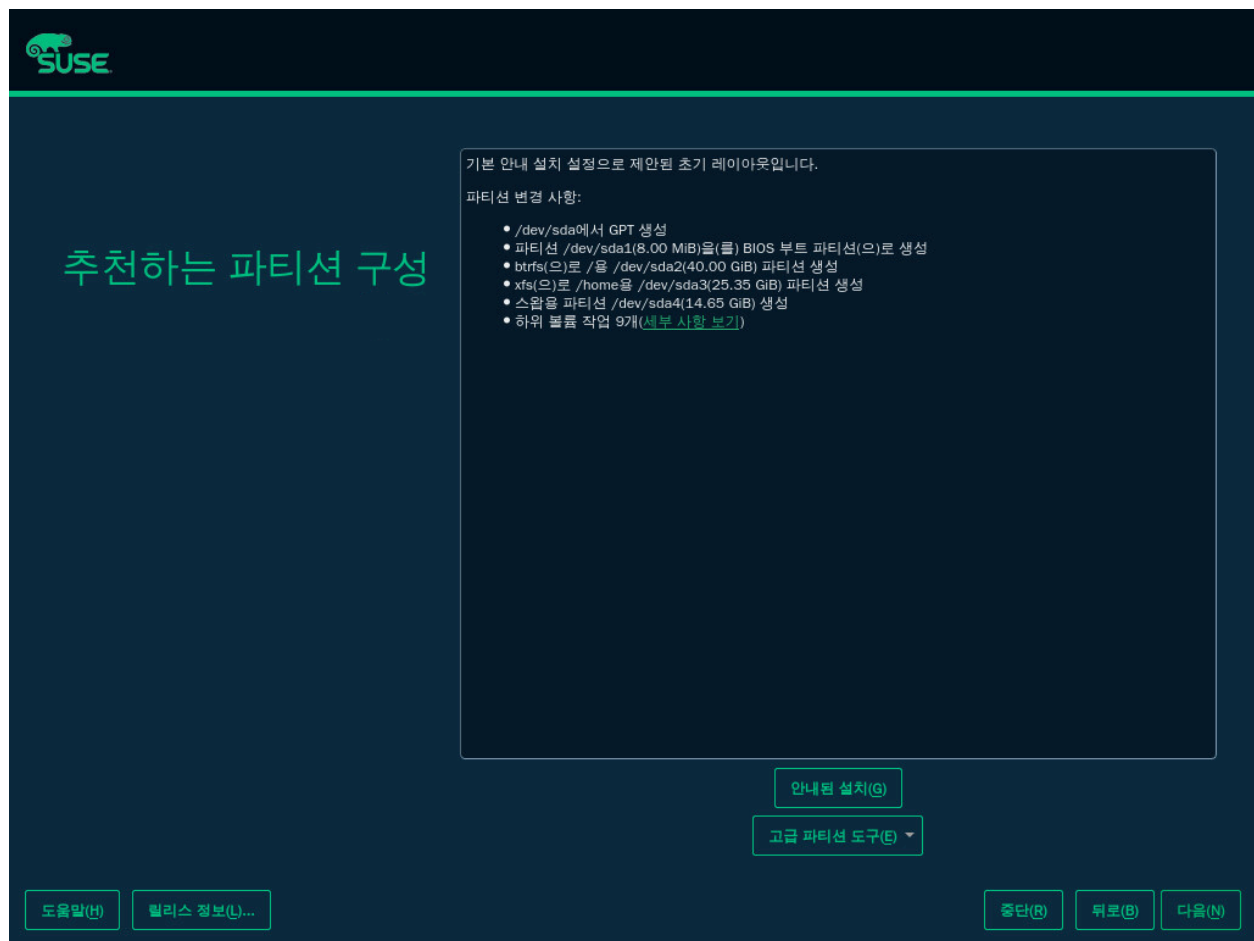 SUSE
추천하는 파티션 구성
기본 안내 설치 설정으로 제안된 초기 레이아웃입니다.
파티션 변경 사항:
• /dev/sda에서 GPT 생성
• 파티션 /dev/sda1(8.00 MiB)을(를) BIOS 부트 파티션(으)로 생성
• btrfs(으)로 /용 /dev/sda2(40.00 GiB) 파티션 생성
• xfs(으)로 /home용 /dev/sda3(25.35 GiB) 파티션 생성
• 스왑용 파티션 /dev/sda4(14.65 GiB) 생성
• 하위 볼륨 작업 9개(세부 사항 보기)
안내된 설치(G)
고급 파티션 도구(E)
도움말(H)
릴리스 정보(L)...
중단(R)
뒤로(B)
다음(N)